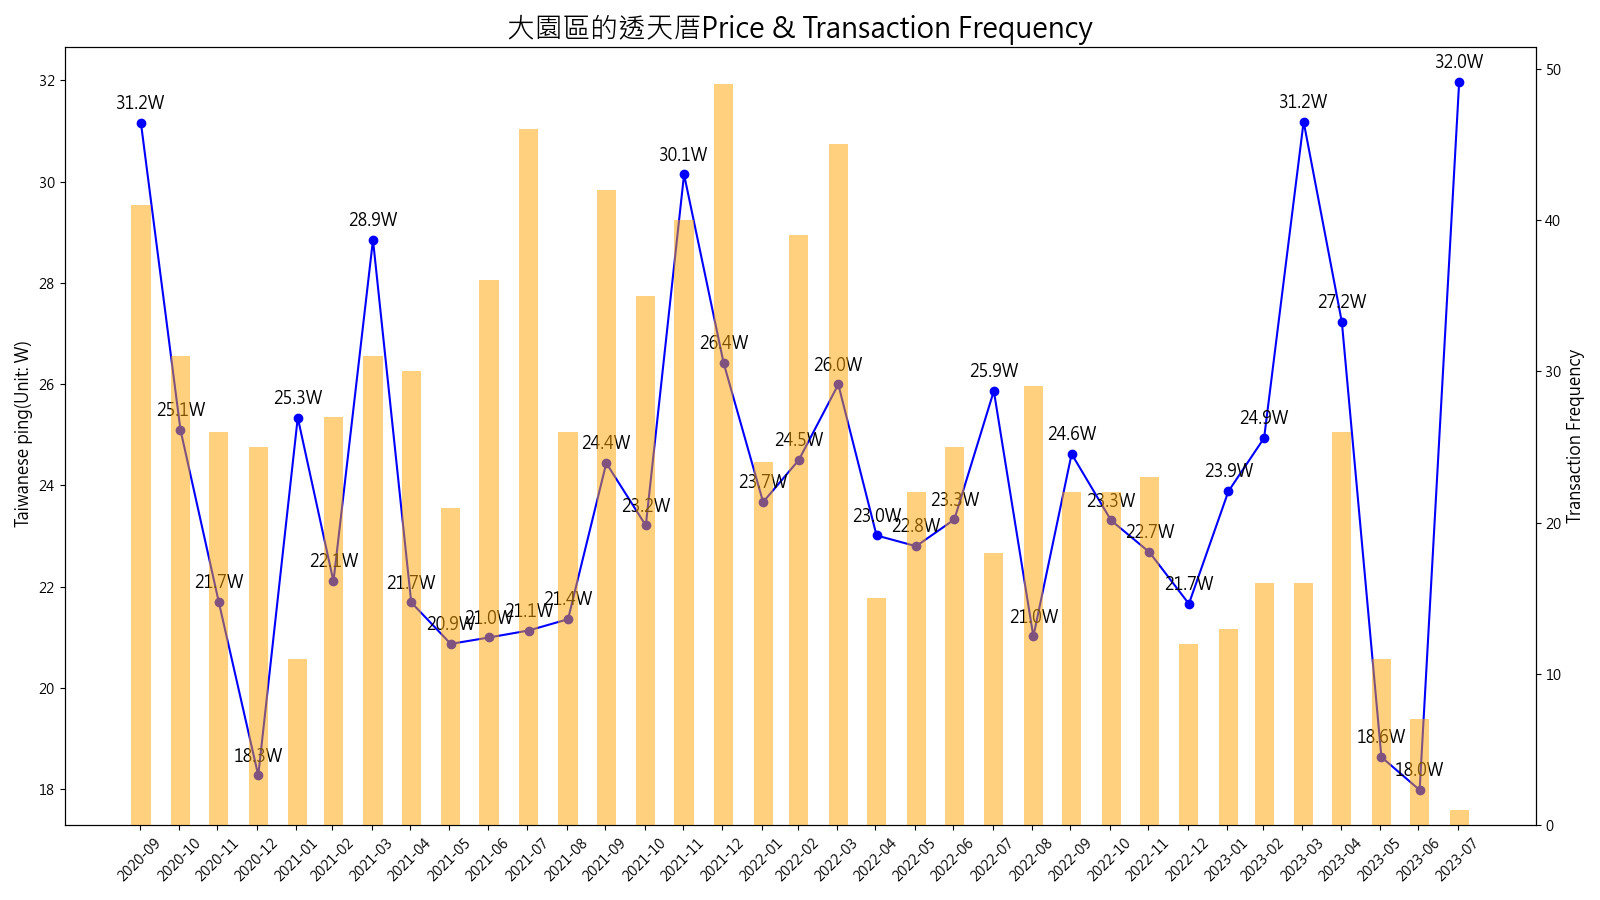 大園區的透天厝Price & Transaction Frequency
Taiwanese ping(Unit: W)
32
30
28
26
24
22
20
18
31.2W
25.1W
21.7W
18.3W
25.3W
22.1W
28.9W
21.7W
20.9W
21.0W
21.1W
21.4W
24.4W
23.2W
30.1W
26.4W
23.7W
24.5W
26.0W
23.0W
22.8W
23.3W
25.9W
21.0W
24.6W
23.3W
22.7W
21.7W
23.9W
24.9W
31.2W
27.2W
18.6W
18.0W
32.0W
50
40
30
20
10
0
Transaction Frequency
2020-09
2020-10
2020-11
2020-12
2021-01
2021-02
2021-03
2021-04
2021-05
2021-06
2021-07
2021-08
2021-09
2021-10
2021-11
2021-12
2022-01
2022-02
2022-03
2022-04
2022-05
2022-06
2022-07
2022-08
2022-09
2022-10
2022-11
2022-12
2023-01
2023-02
2023-03
2023-04
2023-05
2023-06
2023-07